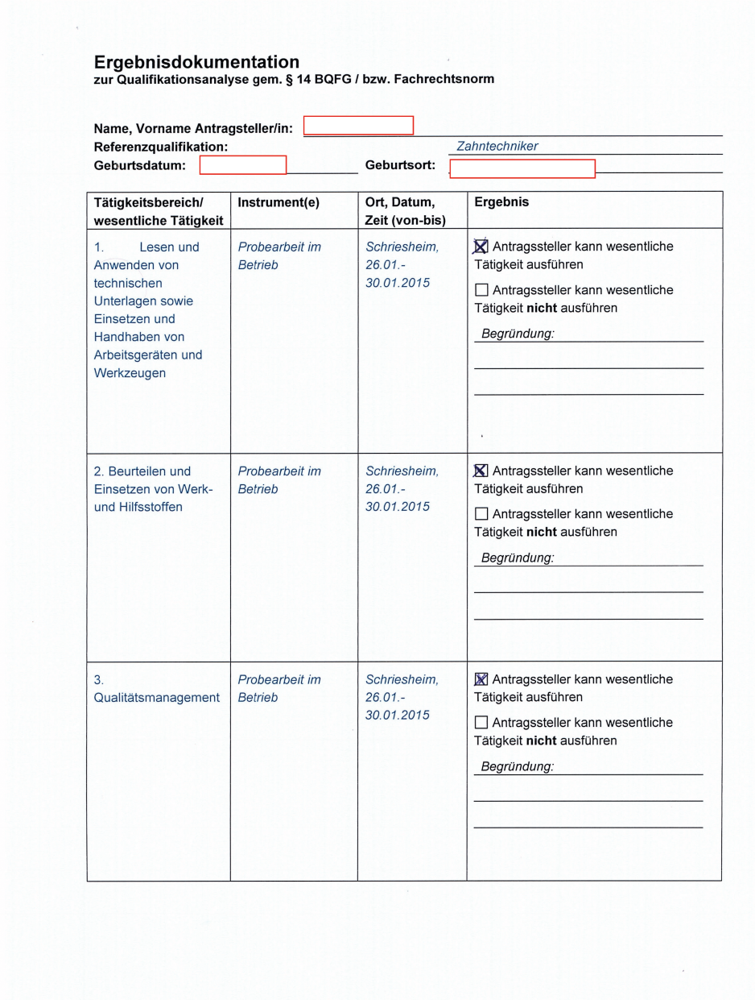 Ergebnisdokumentation
zur Qualifikationsanalyse gem. § 14 BQFG / bzw. Fachrechtsnorm
Name, Vorname Antragsteller/in:
Referenzqualifikation: Zahntechniker
Geburtsdatum: Geburtsort:
Tätigkeitsbereich/
wesentliche Tätigkeit
Instrument(e)
Ort, Datum,
Zeit (von-bis)
Ergebnis
1. Lesen und
Anwenden von
technischen
Unterlagen sowie
Einsetzen und
Handhaben von
Arbeitsgeräten und
Werkzeugen
Probearbeit im
Betrieb
Schriesheim,
26.01.-
30.01.2015
☒ Antragssteller kann wesentliche
Tätigkeit ausführen
☐ Antragssteller kann wesentliche
Tätigkeit nicht ausführen
Begründung:
2. Beurteilen und
Einsetzen von Werk-
und Hilfsstoffen
Probearbeit im
Betrieb
Schriesheim,
26.01.-
30.01.2015
☒ Antragssteller kann wesentliche
Tätigkeit ausführen
☐ Antragssteller kann wesentliche
Tätigkeit nicht ausführen
Begründung:
3.
Qualitätsmanagement
Probearbeit im
Betrieb
Schriesheim,
26.01.-
30.01.2015
☒ Antragssteller kann wesentliche
Tätigkeit ausführen
☐ Antragssteller kann wesentliche
Tätigkeit nicht ausführen
Begründung: